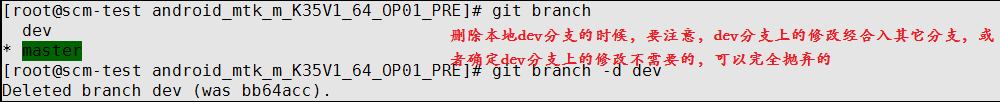 [root@scm-test android_mtk_m_K35V1_64_OP01_PRE]# git branch
dev
* master
删除本地dev分支的时候，要注意，dev分支上的修改经合入其它分支，或
者确定dev分支上的修改不需要的，可以完全抛弃的
[root@scm-test android_mtk_m_K35V1_64_OP01_PRE]# git branch -d dev
Deleted branch dev (was bb64acc).